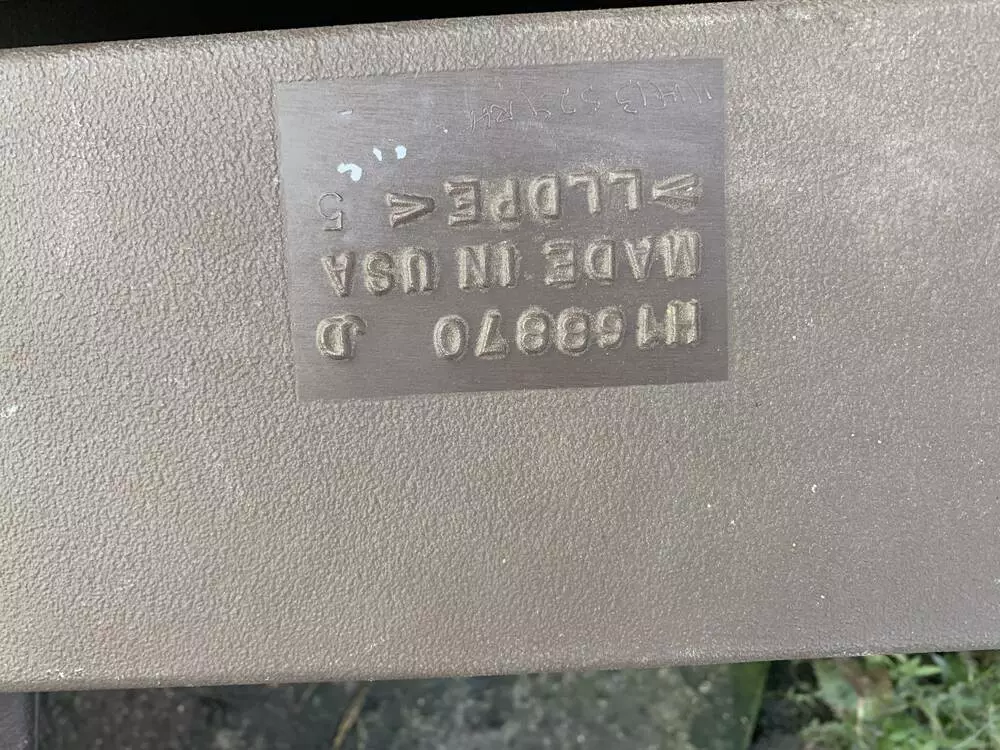 H168870 D
MADE IN USA
>LLDPE< 5